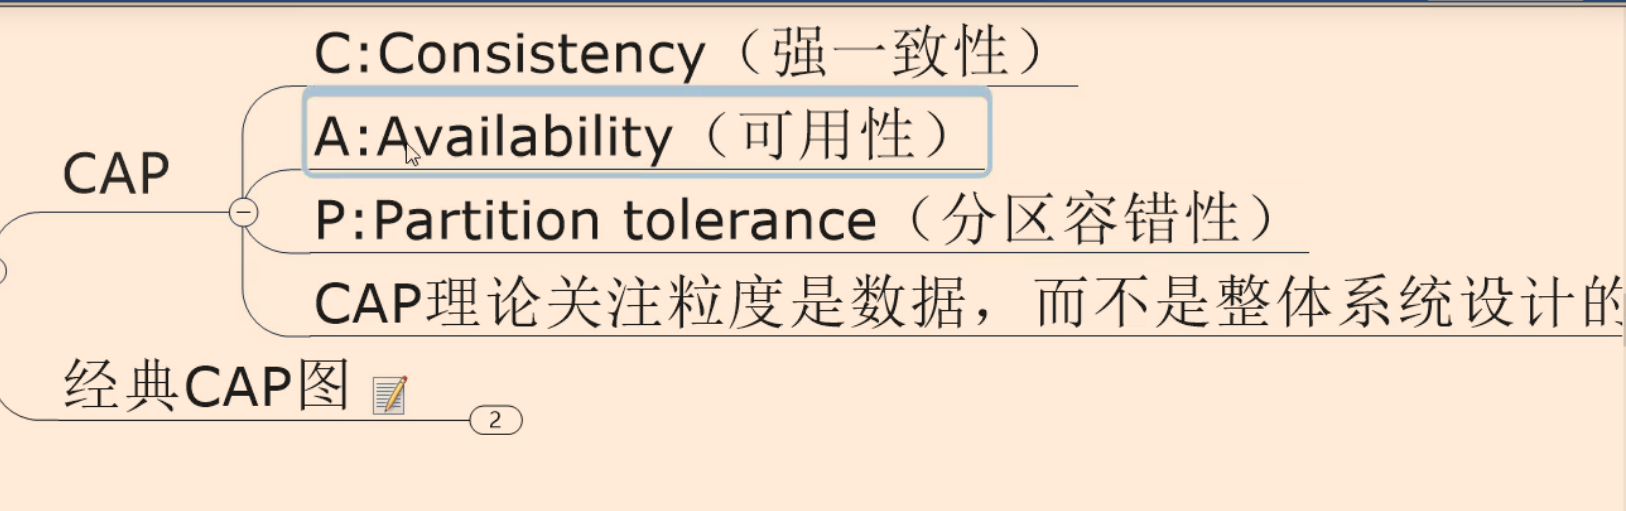 C:Consistency（强一致性）
A:Availability（可用性）
CAP
P:Partition tolerance（分区容错性）
CAP理论关注粒度是数据，而不是整体系统设计的
经典CAP图
2